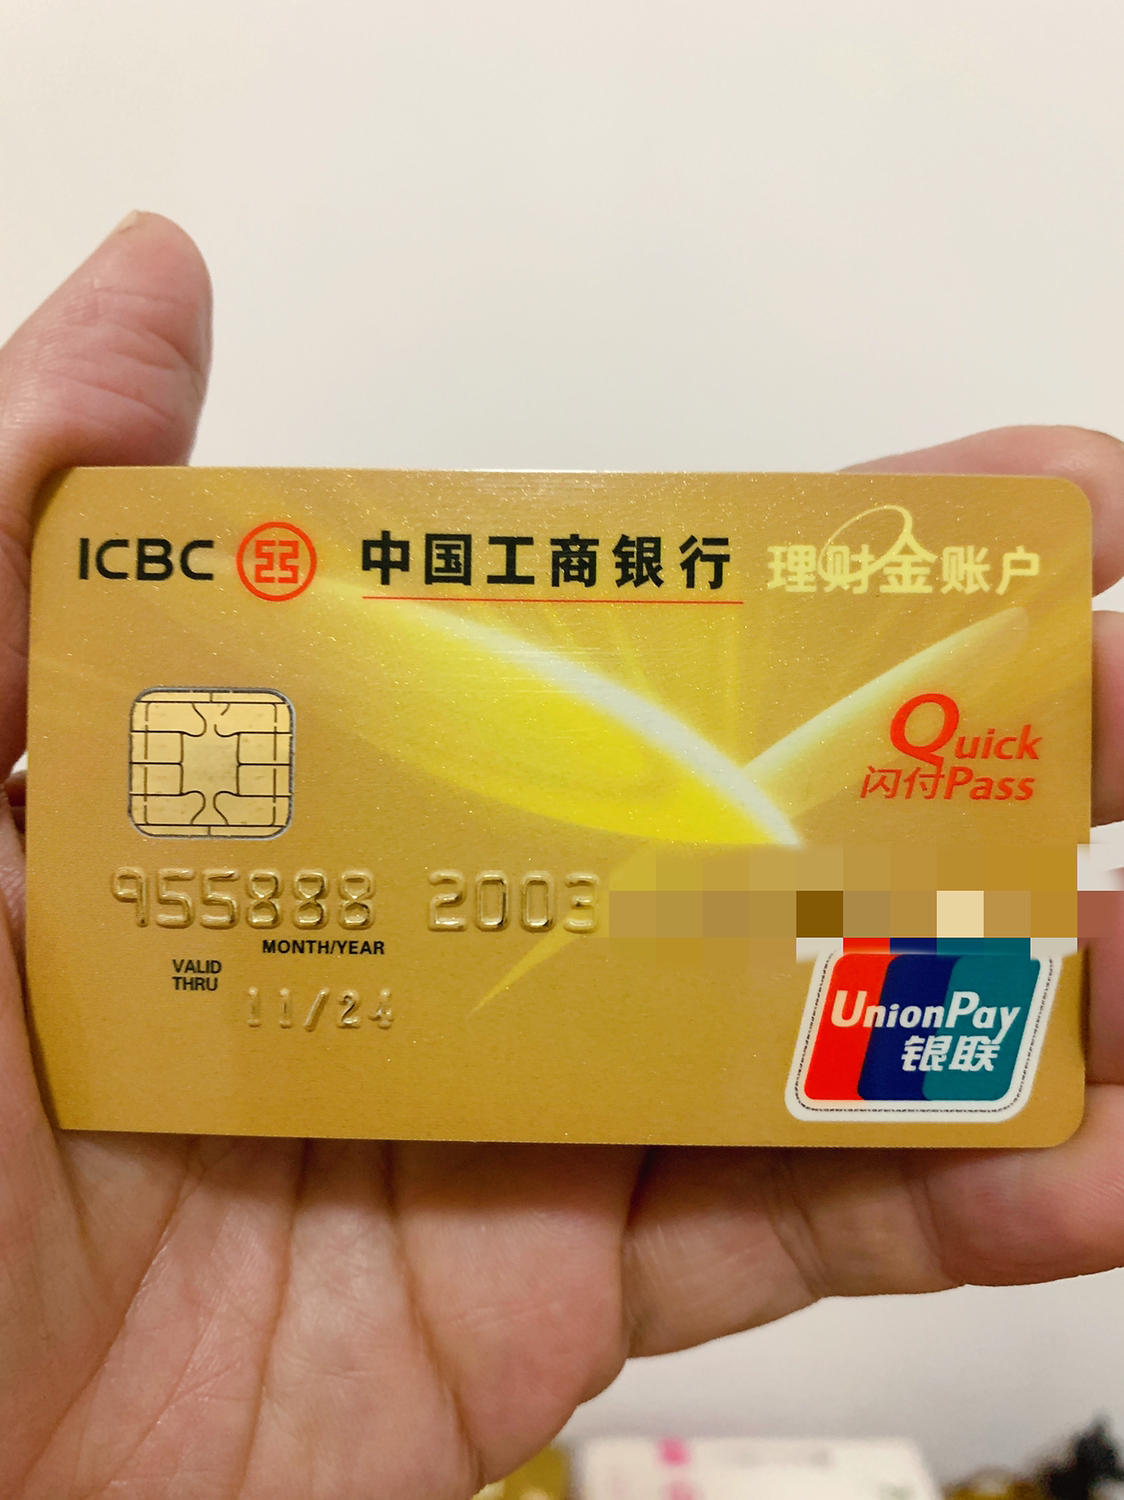 ICBC 中国工商银行 理财金账户
Quick
闪付Pass
955888 2003
MONTH/YEAR
VALID
THRU
11/24
UnionPay
银联